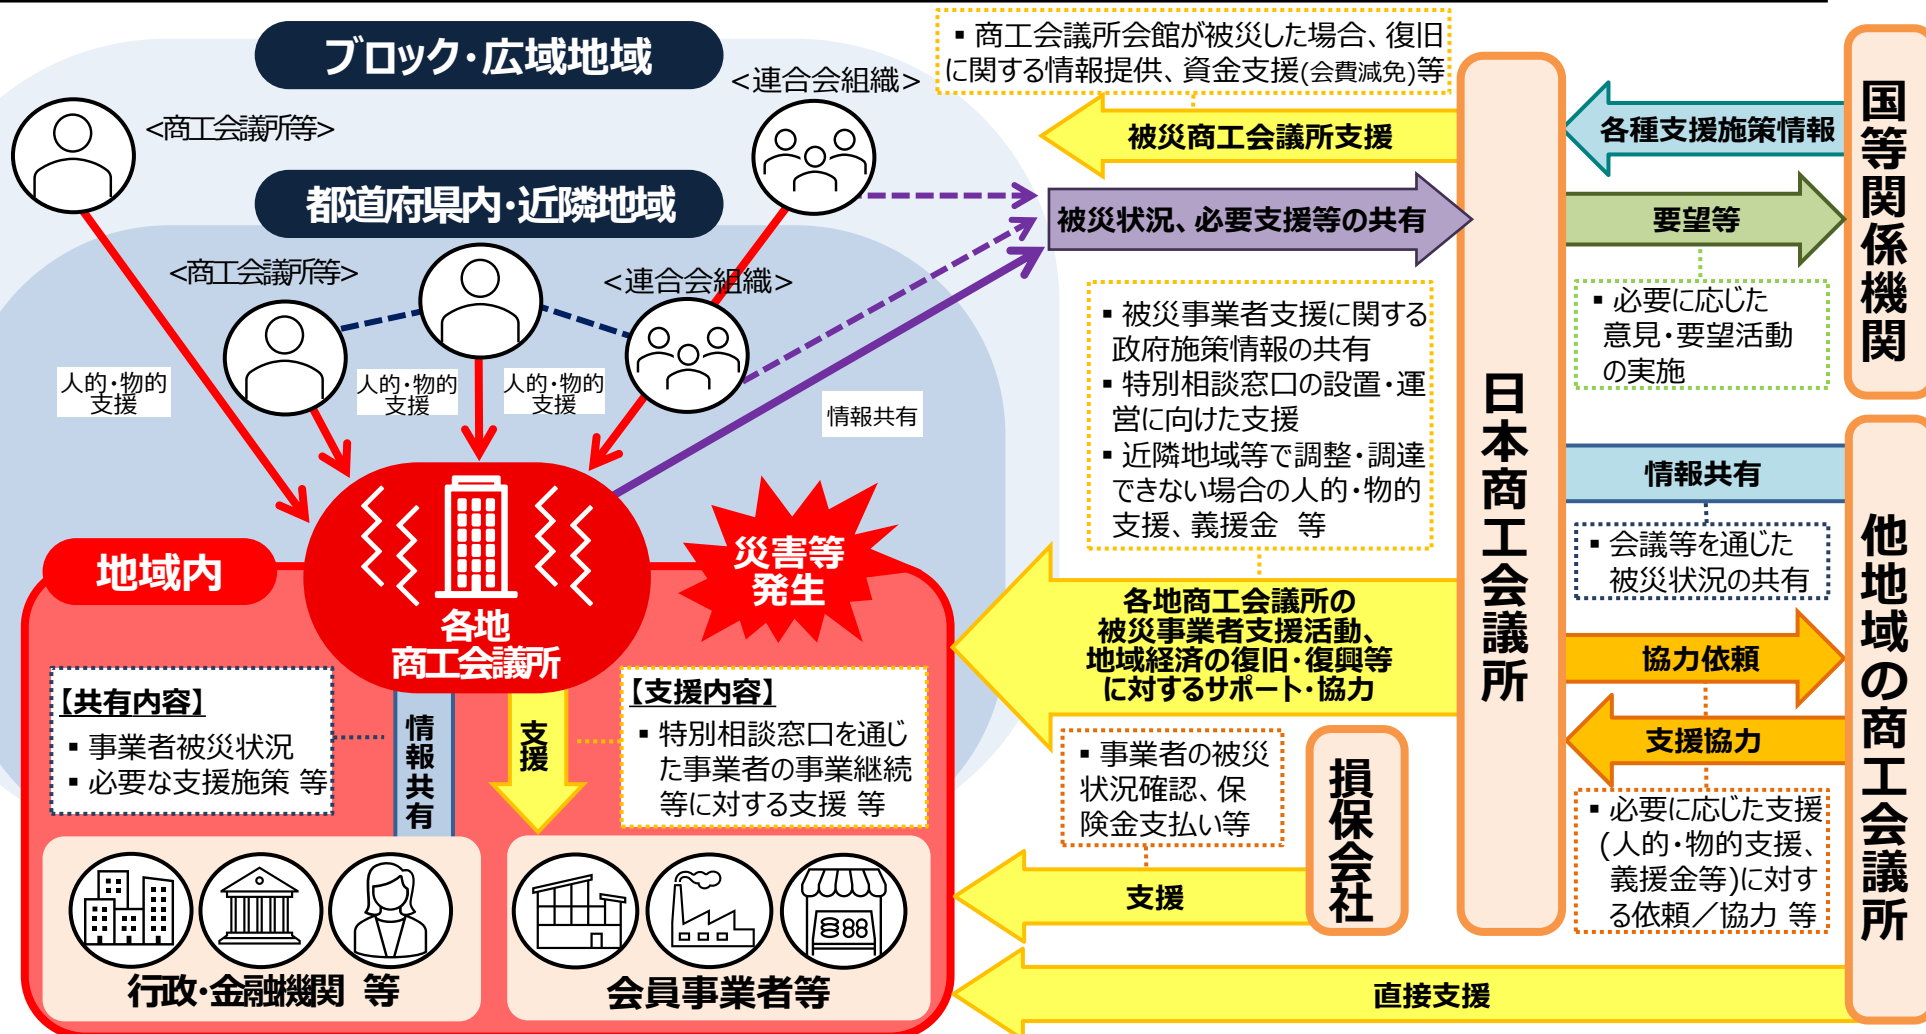 ブロック・広域地域
<商工会議所等>
<連合会組織>
都道府県内・近隣地域
<商工会議所等>
<連合会組織>
人的・物的
支援
人的・物的
支援
人的・物的
支援
情報共有
災害等
発生
地域内
各地
商工会議所
【共有内容】
▪ 事業者被災状況
▪ 必要な支援施策 等
情報共有
支援
【支援内容】
▪ 特別相談窓口を通じ
た事業者の事業継続
等に対する支援 等
行政・金融機関 等
会員事業者等
▪ 商工会議所会館が被災した場合、復旧
に関する情報提供、資金支援(会費減免)等
被災商工会議所支援
被災状況、必要支援等の共有
▪ 被災事業者支援に関する
政府施策情報の共有
▪ 特別相談窓口の設置・運
営に向けた支援
▪ 近隣地域等で調整・調達
できない場合の人的・物的
支援、義援金 等
各地商工会議所の
被災事業者支援活動、
地域経済の復旧・復興等
に対するサポート・協力
▪ 事業者の被災
状況確認、保
険金支払い等
損保会社
支援
直接支援
日本商工会議所
各種支援施策情報
要望等
▪ 必要に応じた
意見・要望活動
の実施
国等関係機関
情報共有
▪ 会議等を通じた
被災状況の共有
協力依頼
支援協力
▪ 必要に応じた支援
(人的・物的支援、
義援金等)に対す
る依頼／協力 等
他地域の商工会議所
88